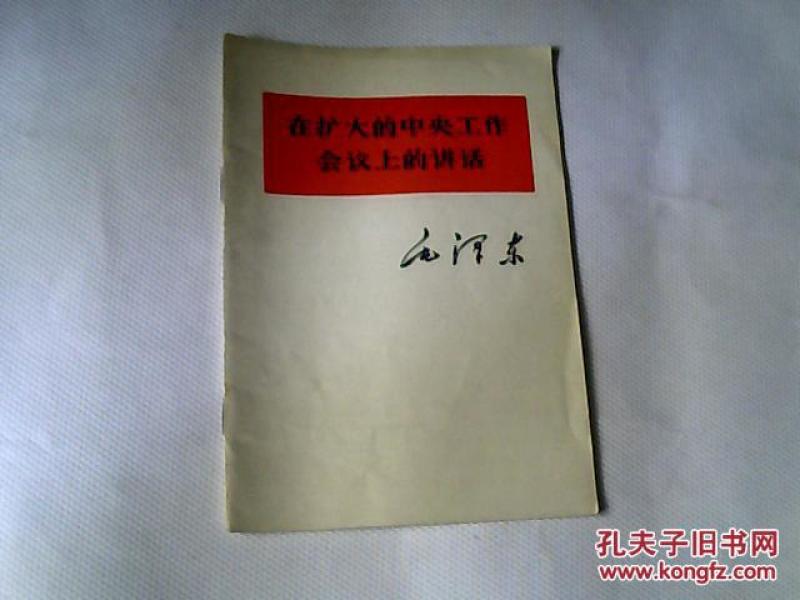 在扩大的中央工作
会议上的讲话
毛泽东
孔夫子旧书网
www.kongfz.com